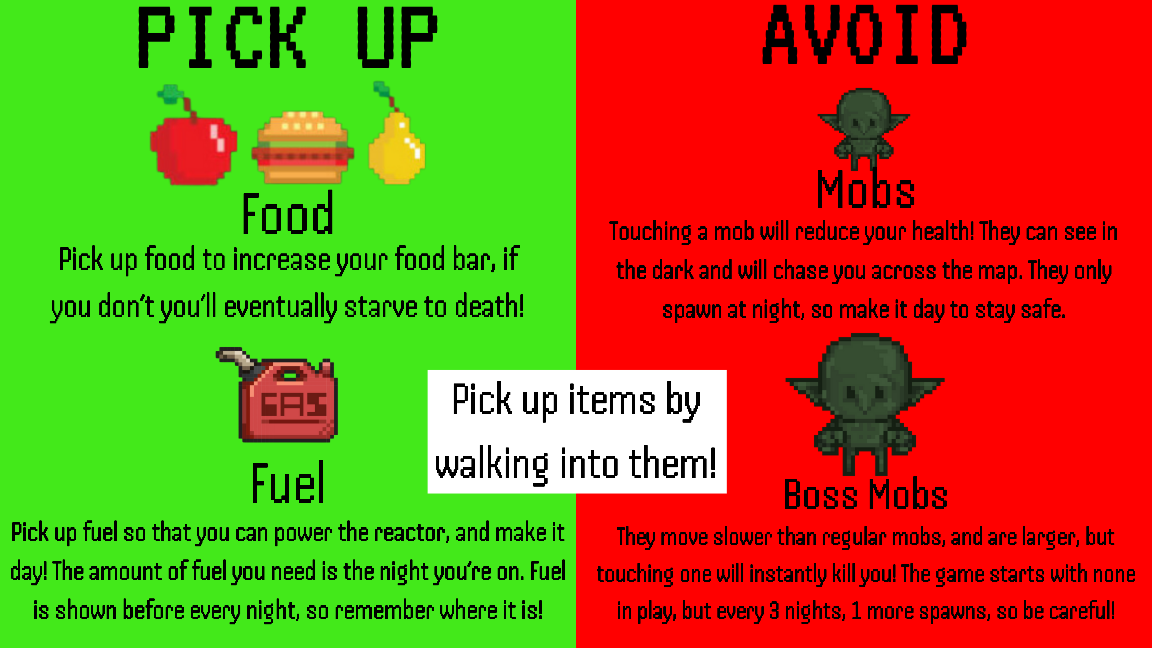 PICK UP
Food
Pick up food to increase your food bar, if
you don't you'll eventually starve to death!
GAS
Fuel
Pick up fuel so that you can power the reactor, and make it
day! The amount of fuel you need is the night you're on. Fuel
is shown before every night, so remember where it is!
Pick up items by
walking into them!
AVOID
Mobs
Touching a mob will reduce your health! They can see in
the dark and will chase you across the map. They only
spawn at night, so make it day to stay safe.
Boss Mobs
They move slower than regular mobs, and are larger, but
touching one will instantly kill you! The game starts with none
in play, but every 3 nights, 1 more spawns, so be careful!